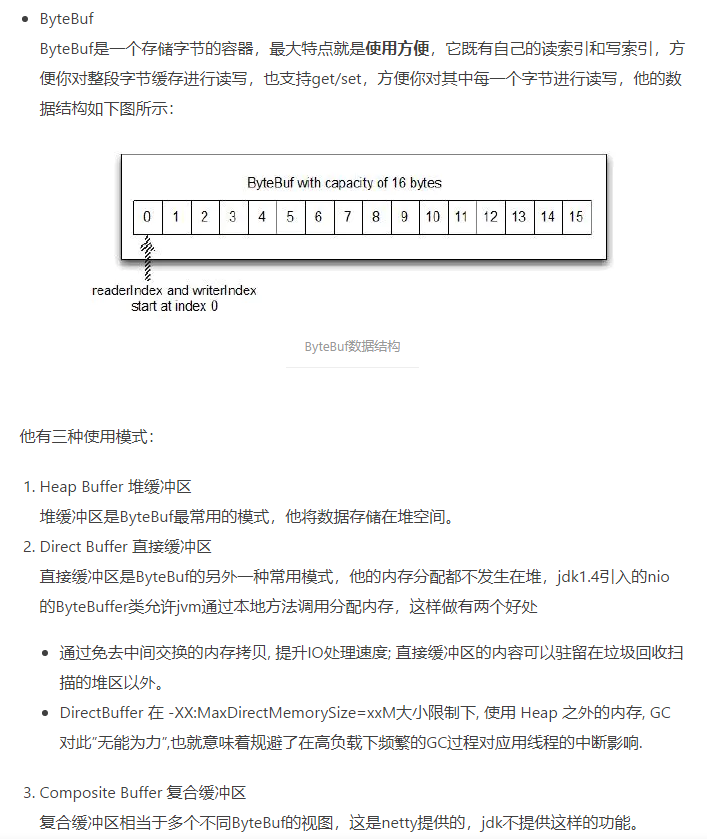 ByteBuf
ByteBuf是一个存储字节的容器，最大特点就是使用方便，它既有自己的读索引和写索引，方
便你对整段字节缓存进行读写，也支持get/set，方便你对其中每一个字节进行读写，他的数
据结构如下图所示：
ByteBuf with capacity of 16 bytes
0 1 2 3 4 5 6 7 8 9 10 11 12 13 14 15
readerIndex and writerIndex
start at index 0
ByteBuf数据结构
他有三种使用模式：
1. Heap Buffer 堆缓冲区
堆缓冲区是ByteBuf最常用的模式，他将数据存储在堆空间。
2. Direct Buffer 直接缓冲区
直接缓冲区是ByteBuf的另外一种常用模式，他的内存分配都不发生在堆，jdk1.4引入的nio
的ByteBuffer类允许jvm通过本地方法调用分配内存，这样做有两个好处
通过免去中间交换的内存拷贝, 提升IO处理速度; 直接缓冲区的内容可以驻留在垃圾回收扫
描的堆区以外。
DirectBuffer 在 -XX:MaxDirectMemorySize=xxM大小限制下, 使用 Heap 之外的内存, GC
对此”无能为力”,也就意味着规避了在高负载下频繁的GC过程对应用线程的中断影响.
3. Composite Buffer 复合缓冲区
复合缓冲区相当于多个不同ByteBuf的视图，这是netty提供的，jdk不提供这样的功能。